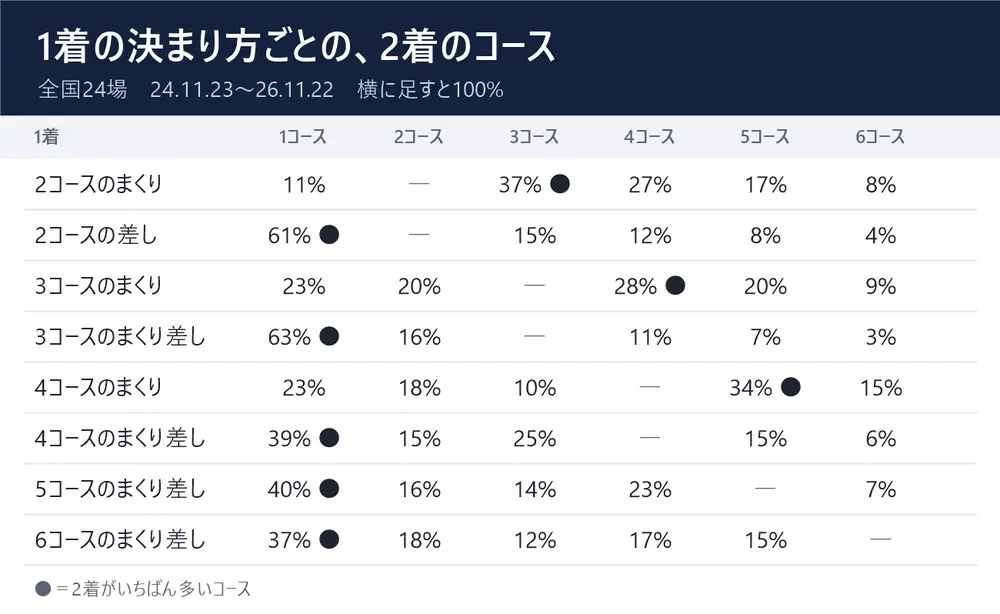 1着の決まり方ごとの、2着のコース
全国24場　24.11.23～26.11.22　横に足すと100%
1着 1コース 2コース 3コース 4コース 5コース 6コース
2コースのまくり 11% — 37% ● 27% 17% 8%
2コースの差し 61% ● — 15% 12% 8% 4%
3コースのまくり 23% 20% — 28% ● 20% 9%
3コースのまくり差し 63% ● 16% — 11% 7% 3%
4コースのまくり 23% 18% 10% — 34% ● 15%
4コースのまくり差し 39% ● 15% 25% — 15% 6%
5コースのまくり差し 40% ● 16% 14% 23% — 7%
6コースのまくり差し 37% ● 18% 12% 17% 15% —
●＝2着がいちばん多いコース